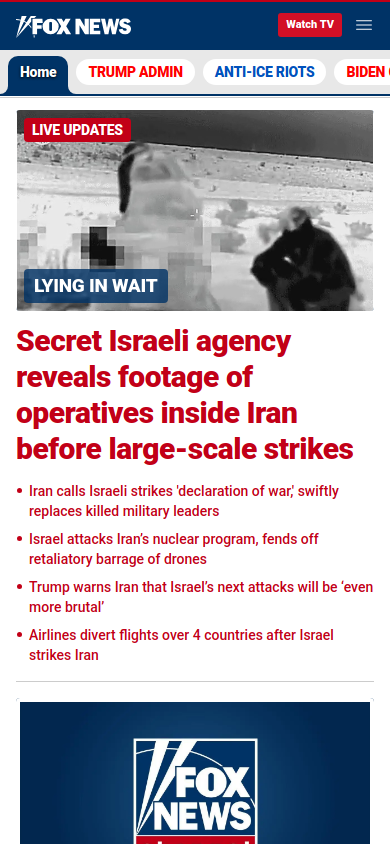 FOX NEWS
Watch TV
Home
TRUMP ADMIN
ANTI-ICE RIOTS
BIDEN
LIVE UPDATES
LYING IN WAIT
Secret Israeli agency
reveals footage of
operatives inside Iran
before large-scale strikes
• Iran calls Israeli strikes 'declaration of war,' swiftly
replaces killed military leaders
• Israel attacks Iran’s nuclear program, fends off
retaliatory barrage of drones
• Trump warns Iran that Israel’s next attacks will be ‘even
more brutal’
• Airlines divert flights over 4 countries after Israel
strikes Iran
FOX
NEWS